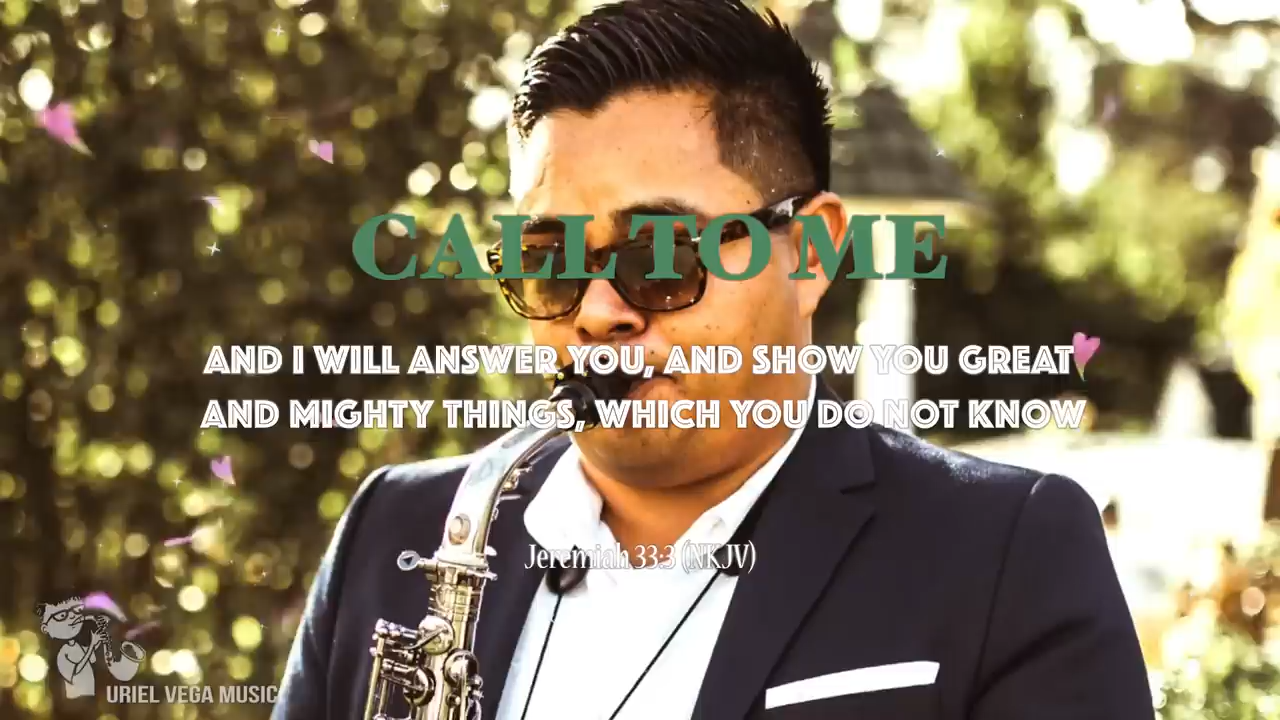 CALL TO ME
AND I WILL ANSWER YOU, AND SHOW YOU GREAT
AND MIGHTY THINGS, WHICH YOU DO NOT KNOW
Jeremiah 33:3 (NKJV)
URIEL VEGA MUSIC